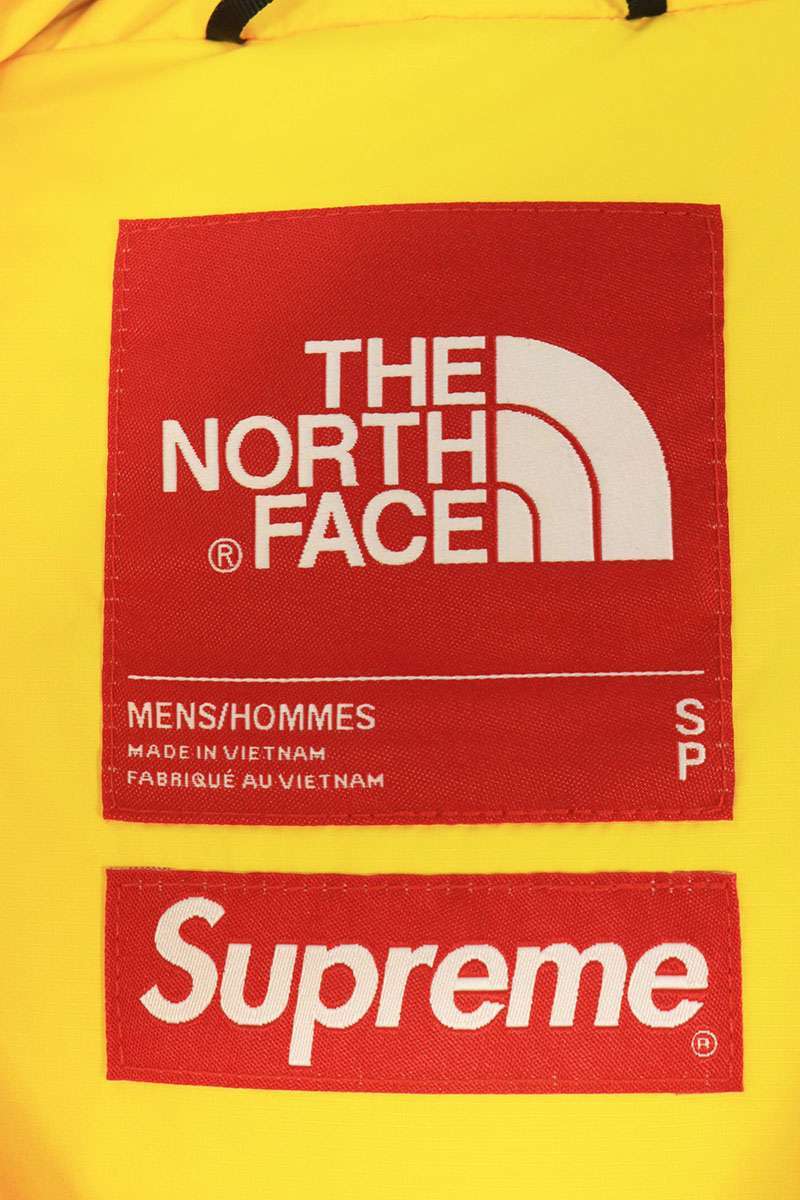 THE
NORTH
® FACE
MENS/HOMMES S
MADE IN VIETNAM P
FABRIQUÉ AU VIETNAM
Supreme ®